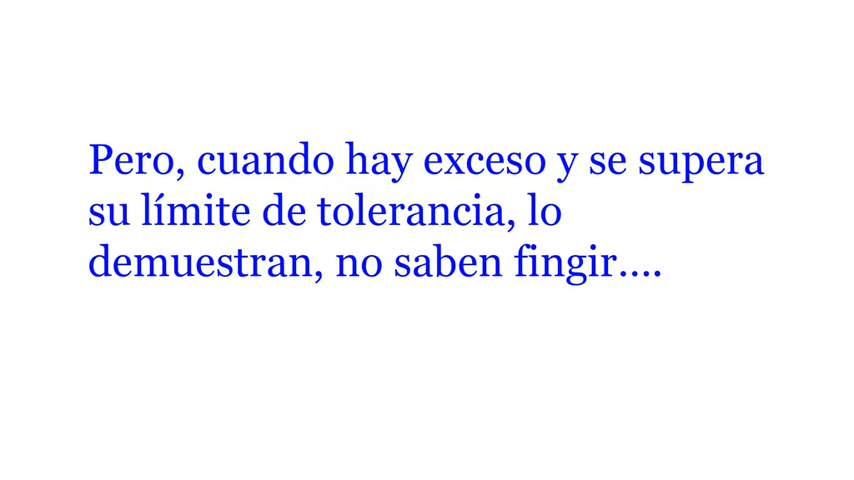 Pero, cuando hay exceso y se supera
su límite de tolerancia, lo
demuestran, no saben fingir....